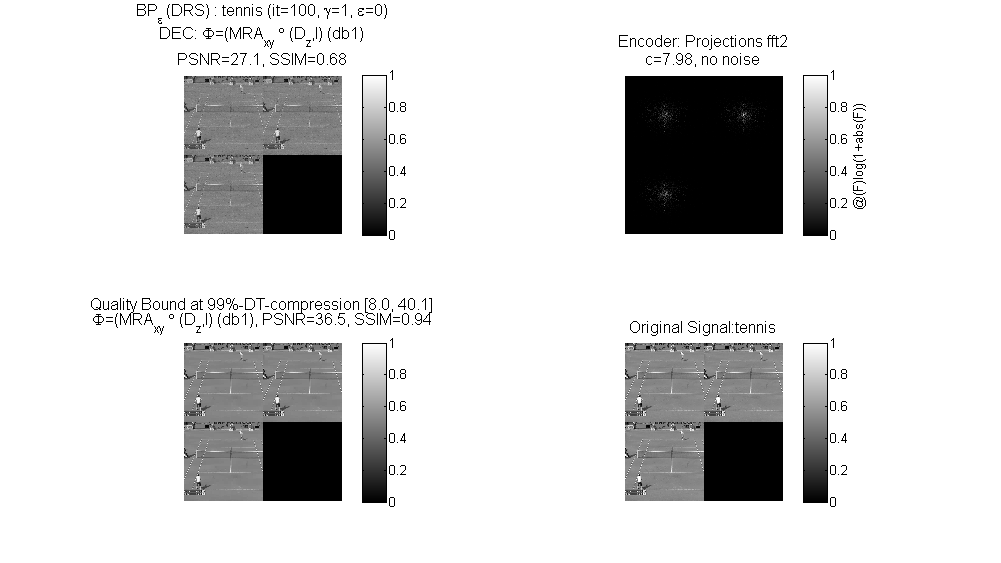 BPε (DRS) : tennis (it=100, γ=1, ε=0)
DEC: Φ=(MRAxy ° (Dz,I) (db1)
PSNR=27.1, SSIM=0.68
1
0.8
0.6
0.4
0.2
0
Encoder: Projections fft2
c=7.98, no noise
1
0.8
0.6
0.4
0.2
0
@(F)log(1+abs(F))
Quality Bound at 99%-DT-compression [8.0, 40.1]
Φ=(MRAxy ° (Dz,I) (db1), PSNR=36.5, SSIM=0.94
1
0.8
0.6
0.4
0.2
0
Original Signal:tennis
1
0.8
0.6
0.4
0.2
0